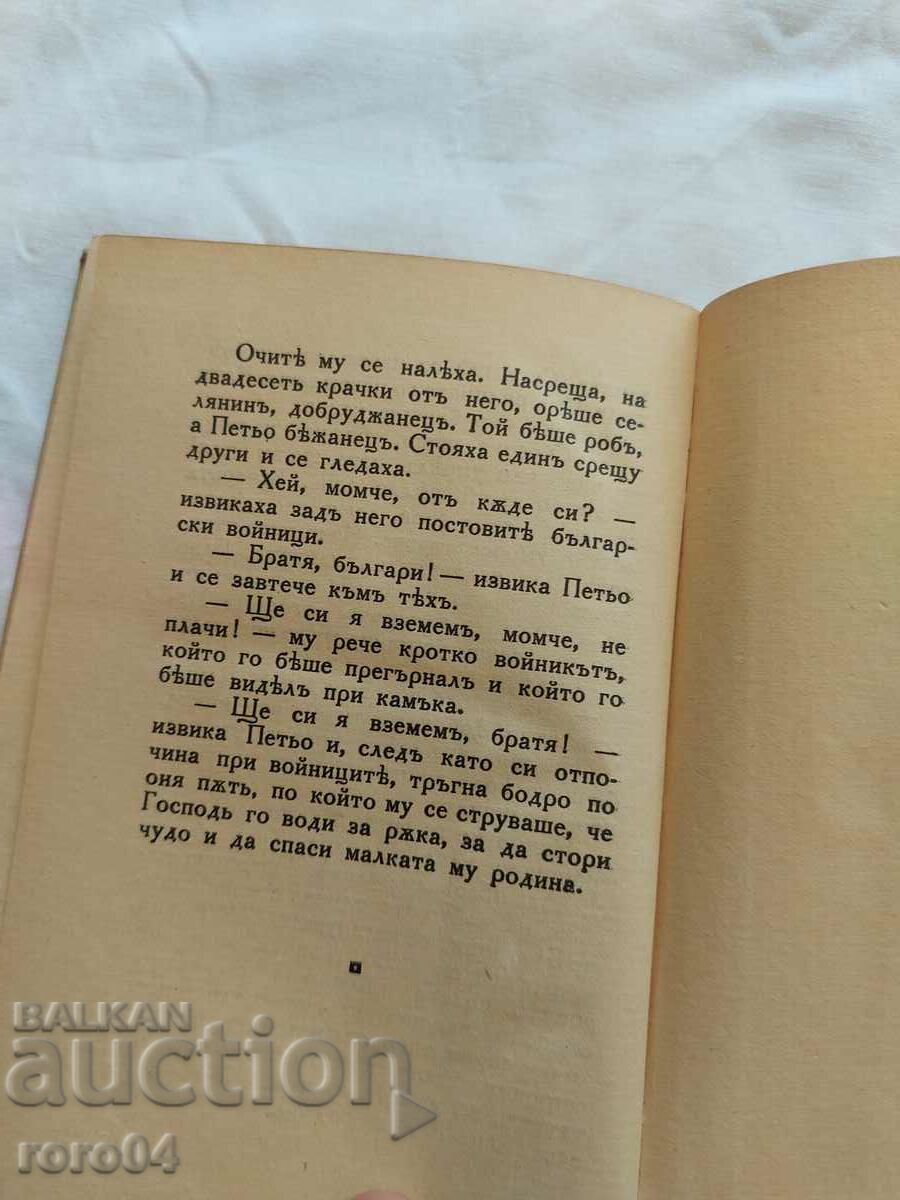 Очитѣ му се налѣха. Насреща, на
двадесеть крачки отъ него, орѣше се-
лянинъ, добруджанецъ. Той бѣше робъ,
а Петьо бѣжанецъ. Стояха единъ срещу
други и се гледаха.
— Хей, момче, отъ кѫде си? —
извикаха задъ него постовитѣ българ-
ски войници.
— Братя, българи! — извика Петьо
и се завтече къмъ тѣхъ.
— Ще си я вземемъ, момче, не
плачи! — му рече кротко войникътъ,
който го бѣше прегърналъ и който го
бѣше видѣлъ при камъка.
— Ще си я вземемъ, братя! —
извика Петьо и, следъ като си отпо-
чина при войницитѣ, тръгна бодро по
оня пѫть, по който му се струваше, че
Господь го води за рѫка, за да стори
чудо и да спаси малката му родина.
BALKAN
auction
roro04